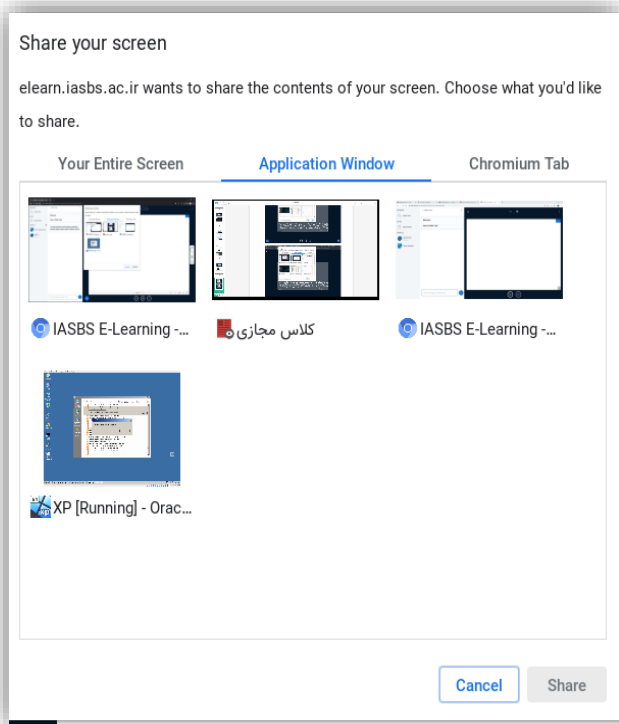 Share your screen
elearn.iasbs.ac.ir wants to share the contents of your screen. Choose what you'd like
to share.
Your Entire Screen Application Window Chromium Tab
IASBS E-Learning -... کلاس مجازی IASBS E-Learning -...
XP [Running] - Orac...
Cancel Share